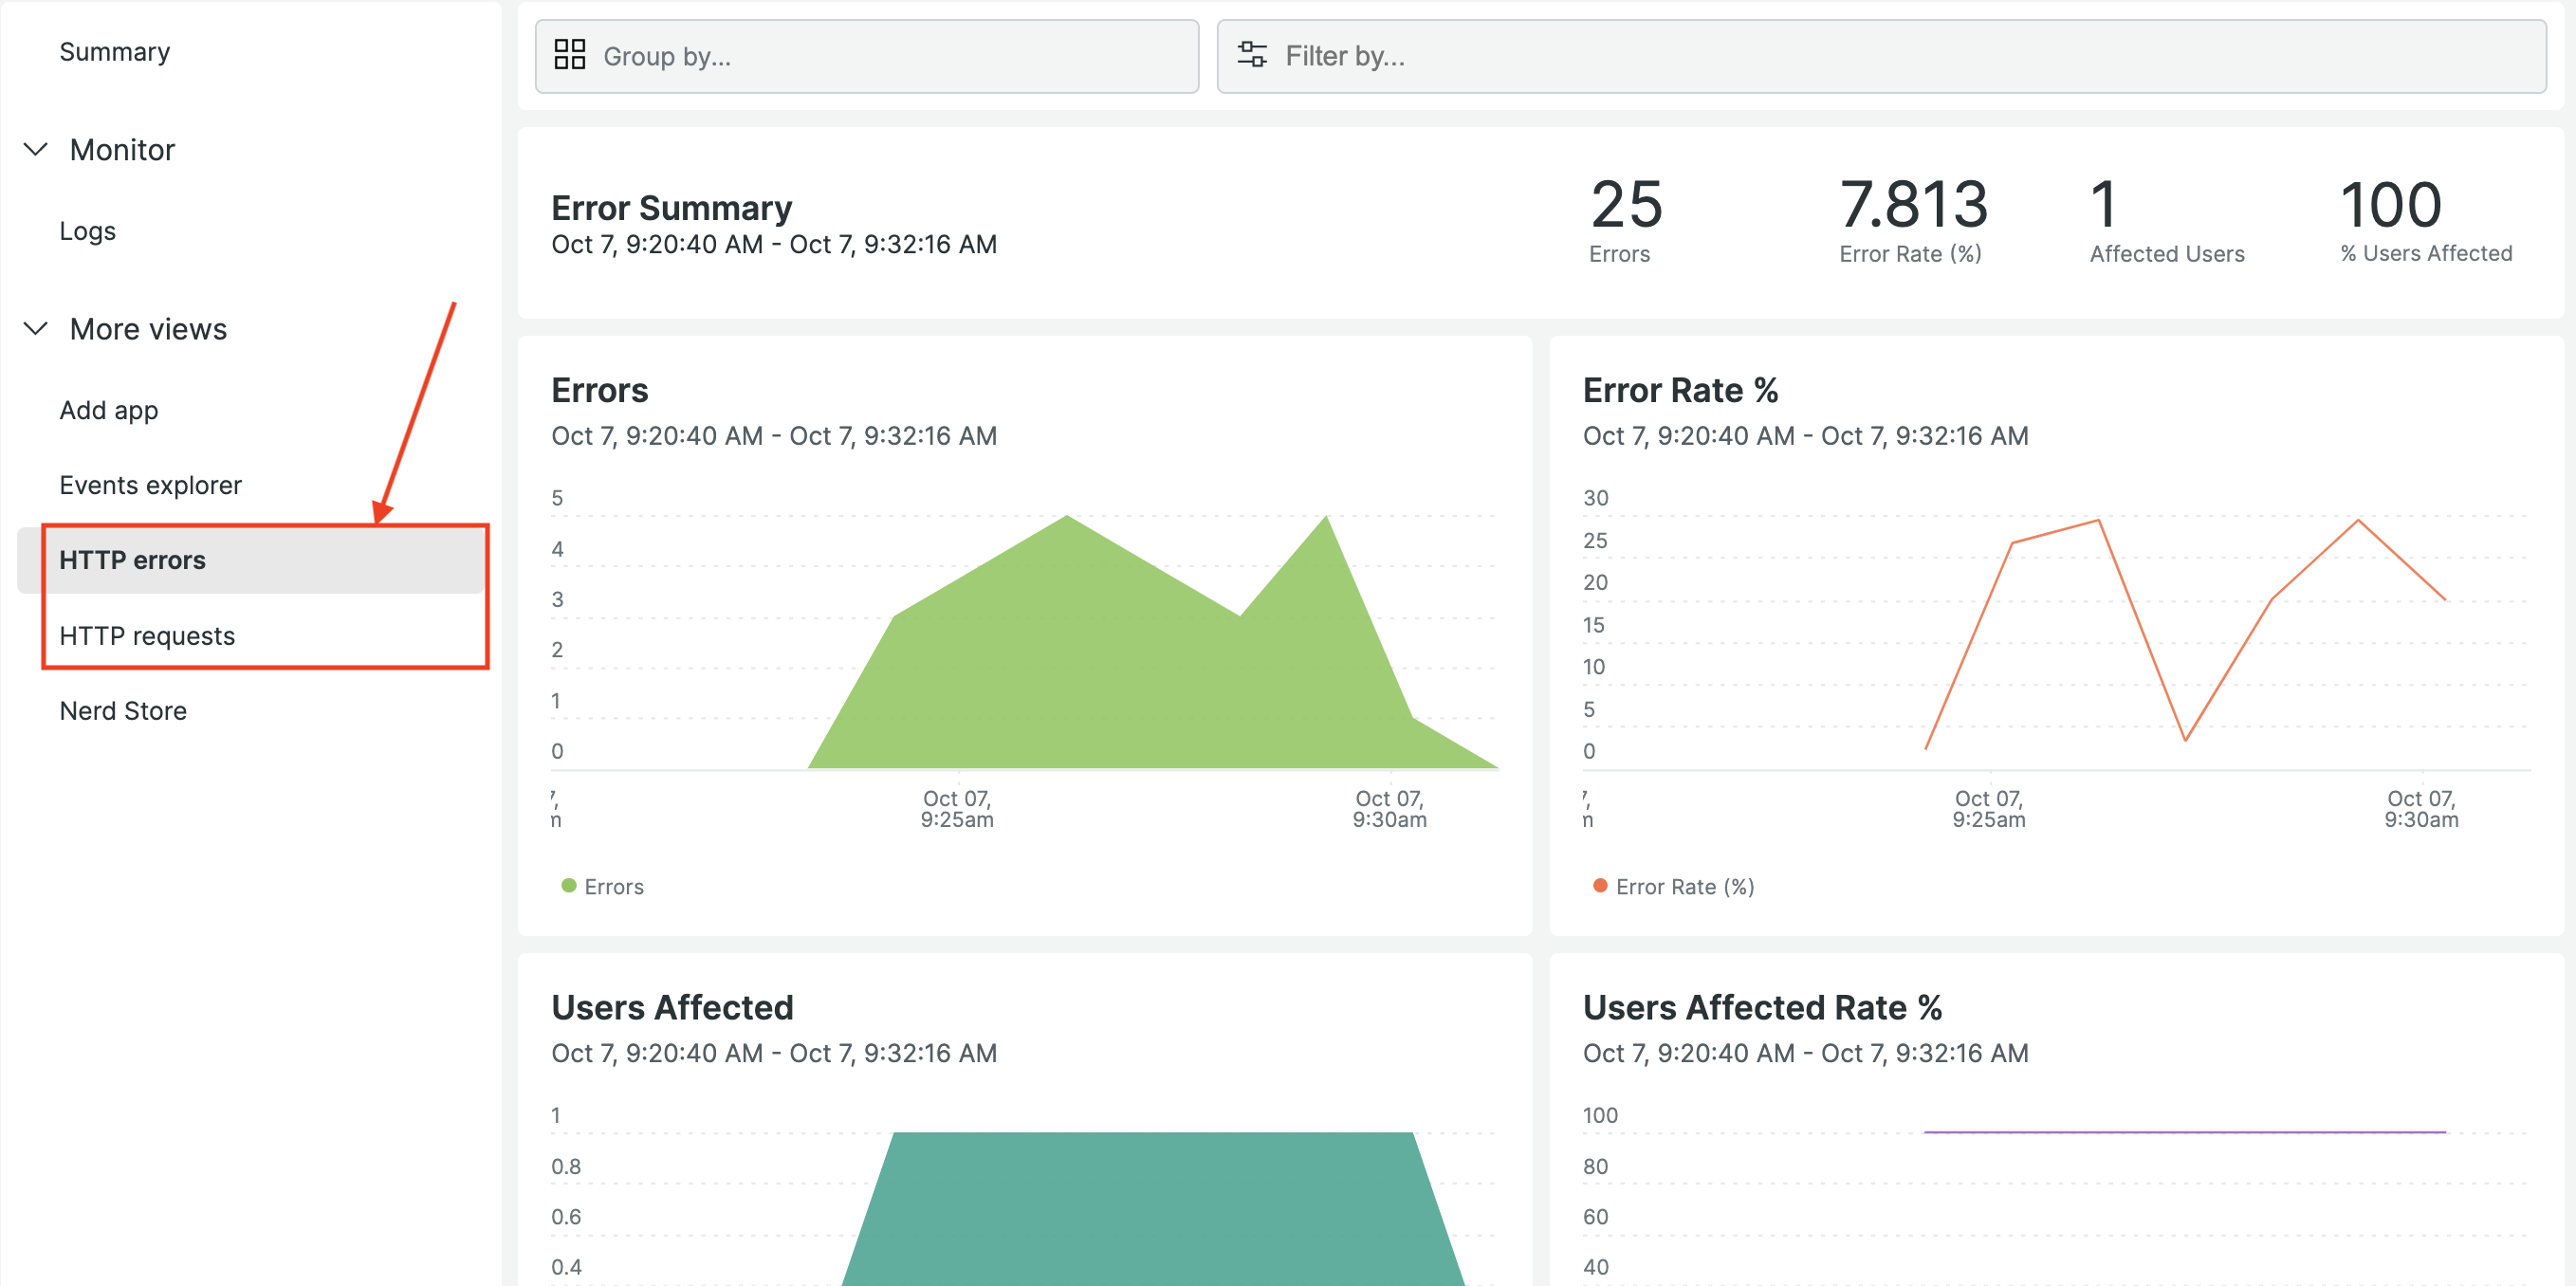 Summary
Monitor
Logs
More views
Add app
Events explorer
HTTP errors
HTTP requests
Nerd Store
Group by...
Filter by...
Error Summary
Oct 7, 9:20:40 AM - Oct 7, 9:32:16 AM
25
Errors
7.813
Error Rate (%)
1
Affected Users
100
% Users Affected
Errors
Oct 7, 9:20:40 AM - Oct 7, 9:32:16 AM
5
4
3
2
1
0
Oct 07,
9:25am
Oct 07,
9:30am
Errors
Error Rate %
Oct 7, 9:20:40 AM - Oct 7, 9:32:16 AM
30
25
20
15
10
5
0
Oct 07,
9:25am
Oct 07,
9:30am
Error Rate (%)
Users Affected
Oct 7, 9:20:40 AM - Oct 7, 9:32:16 AM
1
0.8
0.6
0.4
Users Affected Rate %
Oct 7, 9:20:40 AM - Oct 7, 9:32:16 AM
100
80
60
40